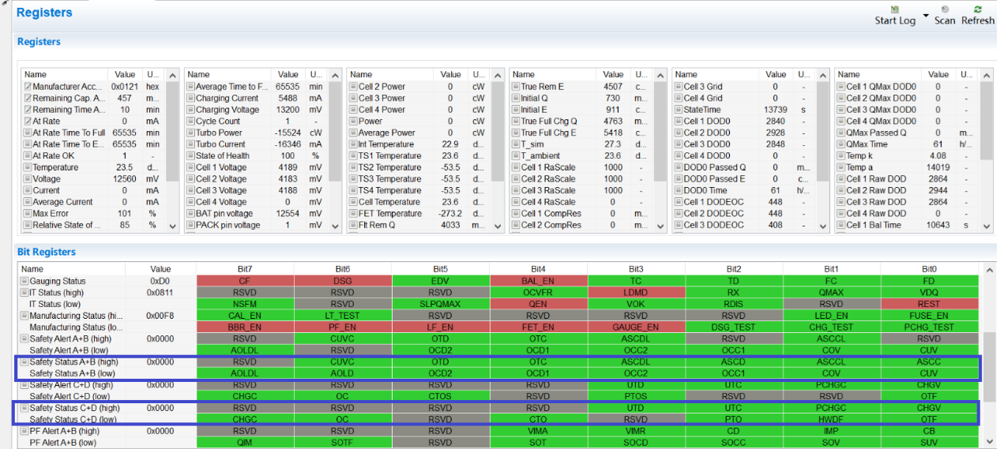 Registers
Start Log Scan Refresh
Registers
Name Value U... Name Value U... Name Value U... Name Value U... Name Value U... Name Value U...
Manufacturer Acc... 0x0121 hex Average Time to F... 65535 min Cell 2 Power 0 cW True Rem E 4507 c... Cell 3 Grid 0 - Cell 1 QMax DOD0 0 -
Remaining Cap. A... 457 m... Charging Current 5488 mA Cell 3 Power 0 cW Initial Q 730 m... Cell 4 Grid 0 - Cell 2 QMax DOD0 0 -
Remaining Time A... 10 min Charging Voltage 13200 mV Cell 4 Power 0 cW Initial E 911 c... StateTime 13739 s Cell 3 QMax DOD0 0 -
At Rate 0 mA Cycle Count 1 - Power 0 cW True Full Chg Q 4763 m... Cell 1 DOD0 2840 - Cell 4 QMax DOD0 0 -
At Rate Time To Full 65535 min Turbo Power -15524 cW Average Power 0 cW True Full Chg E 5418 c... Cell 2 DOD0 2928 - QMax Passed Q 0 m...
At Rate Time To E... 65535 min Turbo Current -16346 mA Int Temperature 22.9 d... T_sim 27.3 d... Cell 3 DOD0 2848 - QMax Time 61 h/...
At Rate OK 1 - State of Health 100 % TS1 Temperature 23.6 d... T_ambient 23.6 d... Cell 4 DOD0 0 - Temp k 4.08 -
Temperature 23.5 d... Cell 1 Voltage 4189 mV TS2 Temperature -53.5 d... Cell 1 RaScale 1000 - DOD0 Passed Q 0 m... Temp a 14019 -
Voltage 12560 mV Cell 2 Voltage 4183 mV TS3 Temperature -53.5 d... Cell 2 RaScale 1000 - DOD0 Passed E 0 c... Cell 1 Raw DOD 2864 -
Current 0 mA Cell 3 Voltage 4188 mV TS4 Temperature -53.5 d... Cell 3 RaScale 1000 - DOD0 Time 61 h/... Cell 2 Raw DOD 2944 -
Average Current 0 mA Cell 4 Voltage 0 mV Cell Temperature 23.6 d... Cell 4 RaScale 0 - Cell 1 DODEOC 448 - Cell 3 Raw DOD 2864 -
Max Error 101 % BAT pin voltage 12554 mV FET Temperature -273.2 d... Cell 1 CompRes 0 m... Cell 2 DODEOC 448 - Cell 4 Raw DOD 0 -
Relative State of ... 85 % PACK pin voltage 1 mV Flt Rem Q 4033 m... Cell 2 CompRes 0 m... Cell 3 DODEOC 408 - Cell 1 Bal Time 10643 s
Bit Registers
Name Value Bit7 Bit6 Bit5 Bit4 Bit3 Bit2 Bit1 Bit0
Gauging Status 0xD0 CF DSG EDV BAL_EN TC TD FC FD
IT Status (high) 0x0811 RSVD RSVD RSVD OCVFR LDMD RX QMAX VDQ
IT Status (low) NSFM RSVD SLPQMAX QEN VOK RDIS RSVD REST
Manufacturing Status (hi... 0x00F8 CAL_EN LT_TEST RSVD RSVD RSVD RSVD LED_EN FUSE_EN
Manufacturing Status (lo... BBR_EN PF_EN LF_EN FET_EN GAUGE_EN DSG_TEST CHG_TEST PCHG_TEST
Safety Alert A+B (high) 0x0000 RSVD CUVC OTD OTC ASCDL RSVD ASCCL RSVD
Safety Alert A+B (low) AOLDL RSVD OCD2 OCD1 OCC2 OCC1 COV CUV
Safety Status A+B (high) 0x0000 RSVD CUVC OTD OTC ASCDL ASCD ASCCL ASCC
Safety Status A+B (low) AOLDL AOLD OCD2 OCD1 OCC2 OCC1 COV CUV
Safety Alert C+D (high) 0x0000 RSVD RSVD RSVD RSVD UTD UTC PCHGC CHGV
Safety Alert C+D (low) CHGC OC CTOS RSVD PTOS RSVD RSVD OTF
Safety Status C+D (high) 0x0000 RSVD RSVD RSVD RSVD UTD UTC PCHGC CHGV
Safety Status C+D (low) CHGC OC RSVD CTO RSVD PTO HWDF OTF
PF Alert A+B (high) 0x0000 RSVD RSVD RSVD VIMA VIMR CD IMP CB
PF Alert A+B (low) QIM SOTF RSVD SOT SOCD SOCC SOV SUV